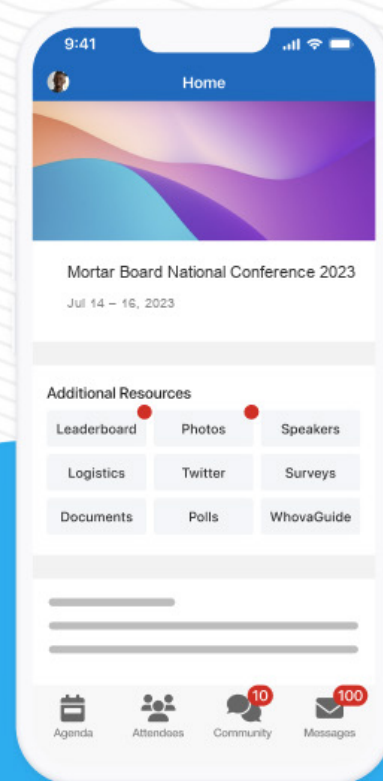 9:41
Home
Mortar Board National Conference 2023
Jul 14 – 16, 2023
Additional Resources
Leaderboard Photos Speakers
Logistics Twitter Surveys
Documents Polls WhovaGuide
10 100
Agenda Attendees Community Messages